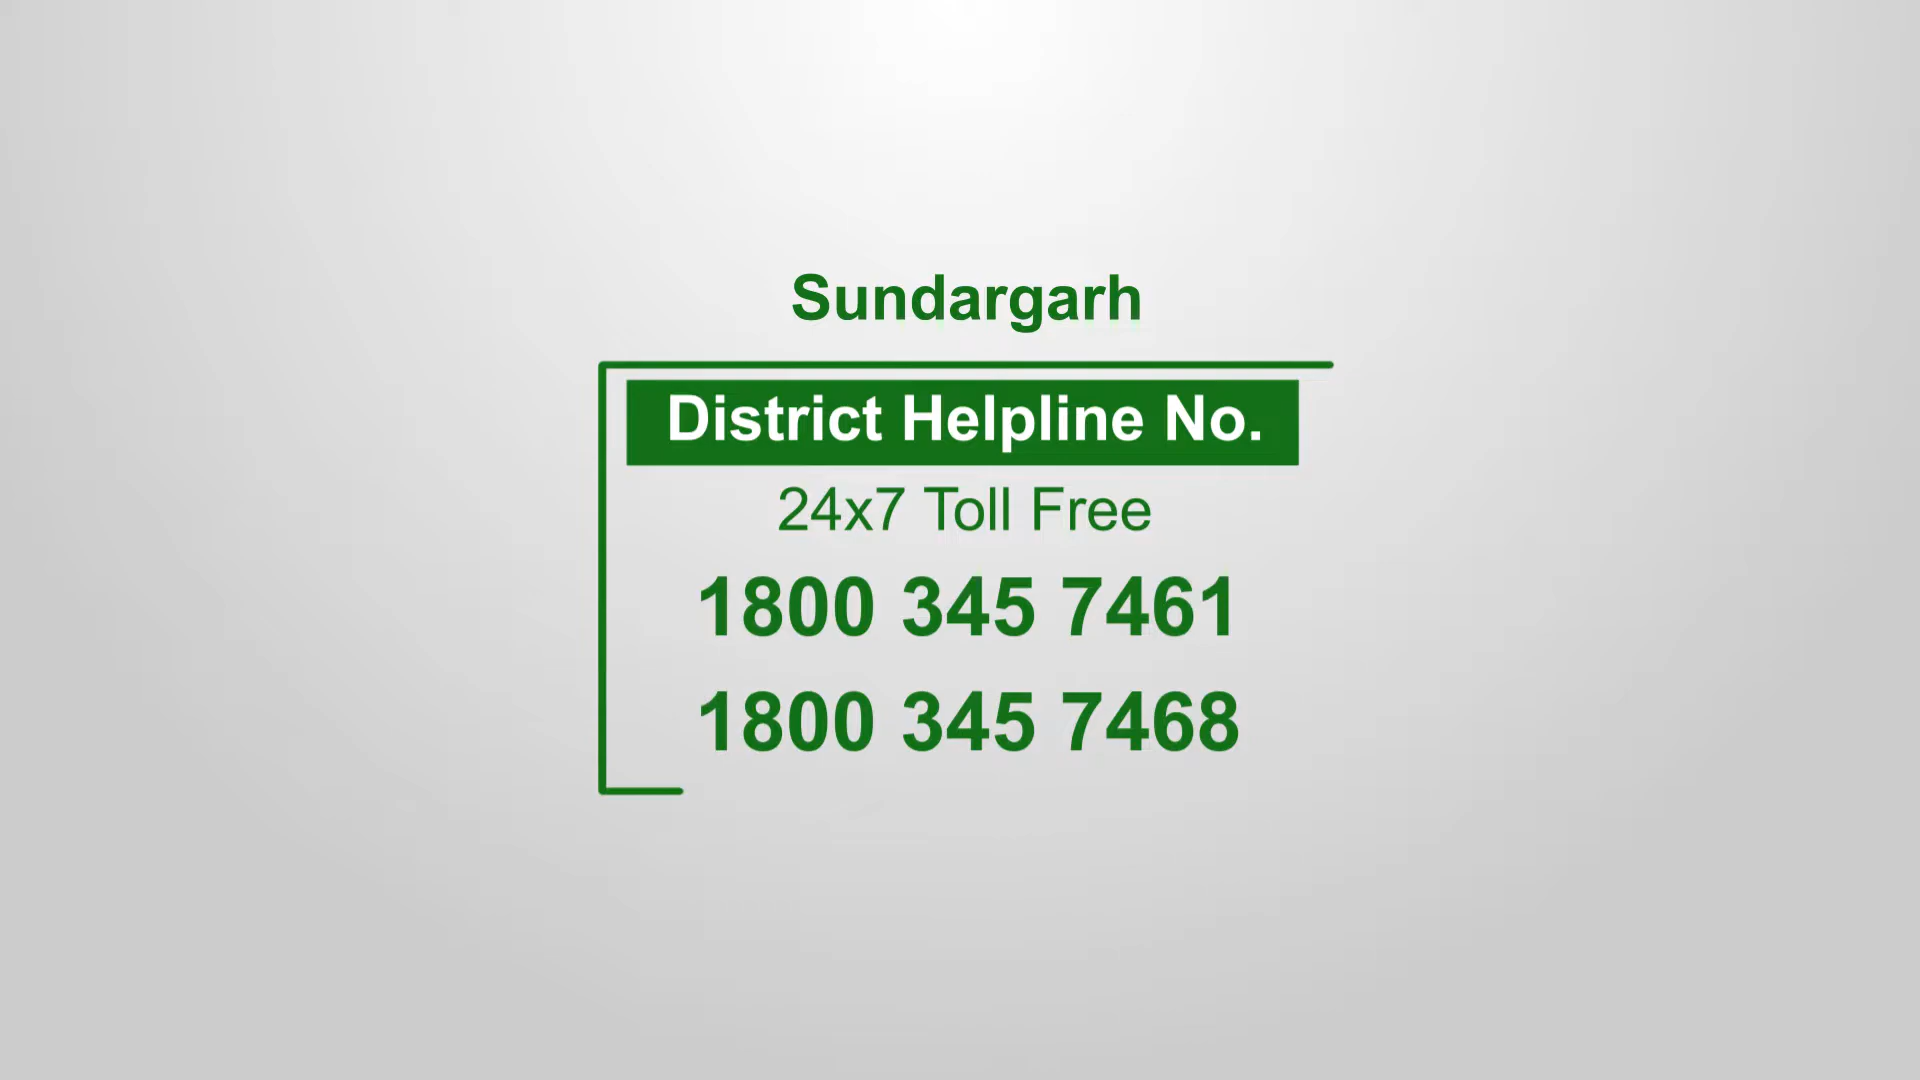 Sundargarh
District Helpline No.
24x7 Toll Free
1800 345 7461
1800 345 7468